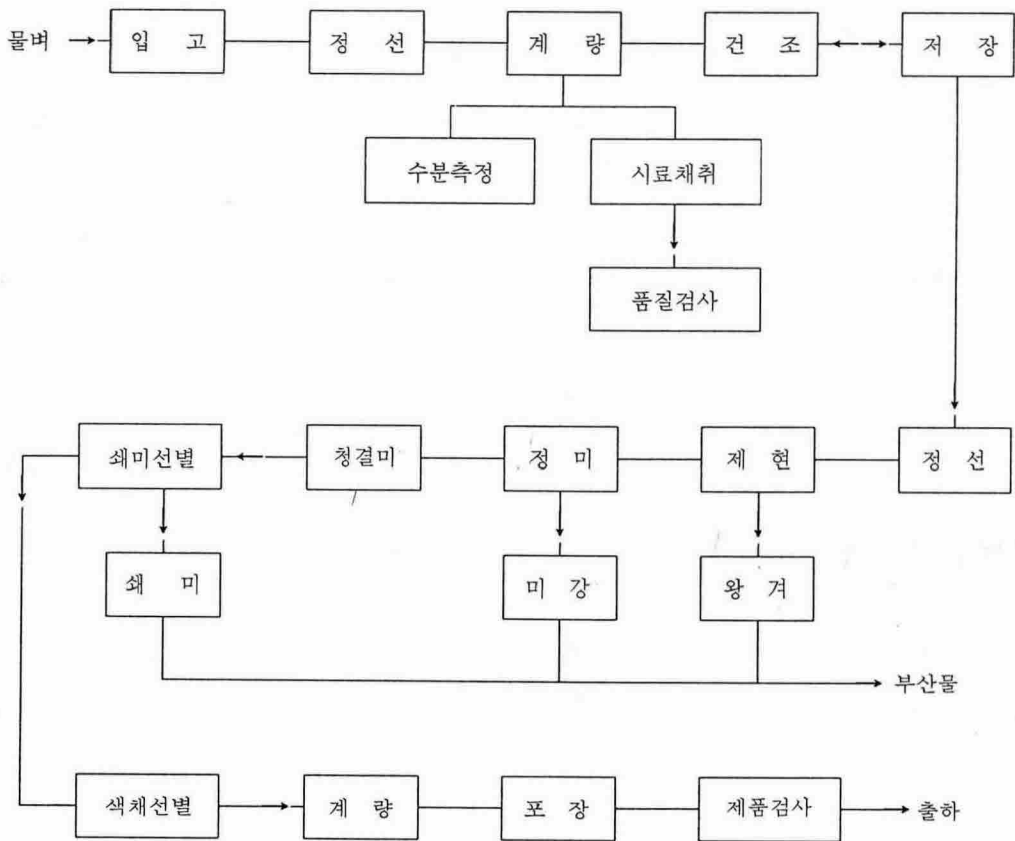 물벼 입 고 정 선 계 량 건 조 저 장
수분측정 시료채취
품질검사
쇄미선별 청결미 정 미 제 현 정 선
쇄 미 미 강 왕 겨
부산물
색채선별 계 량 포 장 제품검사 출하